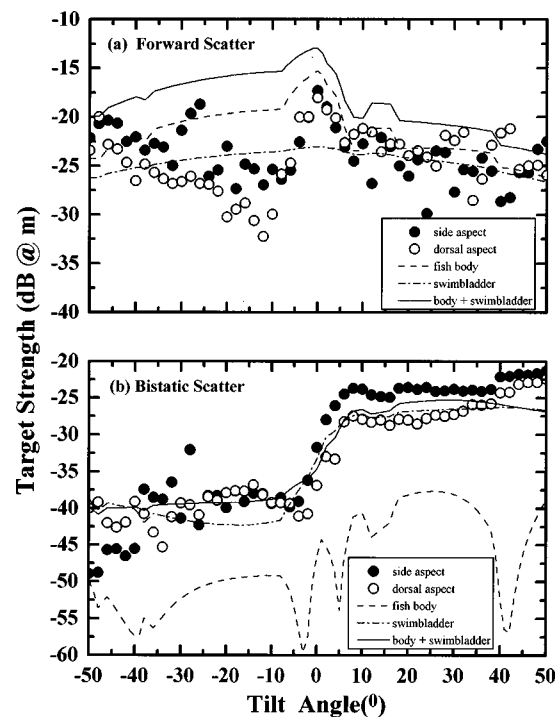 (a) Forward Scatter
-10
-15
-20
-25
-30
-35
-40
side aspect
dorsal aspect
fish body
swimbladder
body + swimbladder
Target Strength (dB @ m)
(b) Bistatic Scatter
-20
-25
-30
-35
-40
-45
-50
-55
-60
side aspect
dorsal aspect
fish body
swimbladder
body + swimbladder
-50 -40 -30 -20 -10 0 10 20 30 40 50
Tilt Angle(⁰)